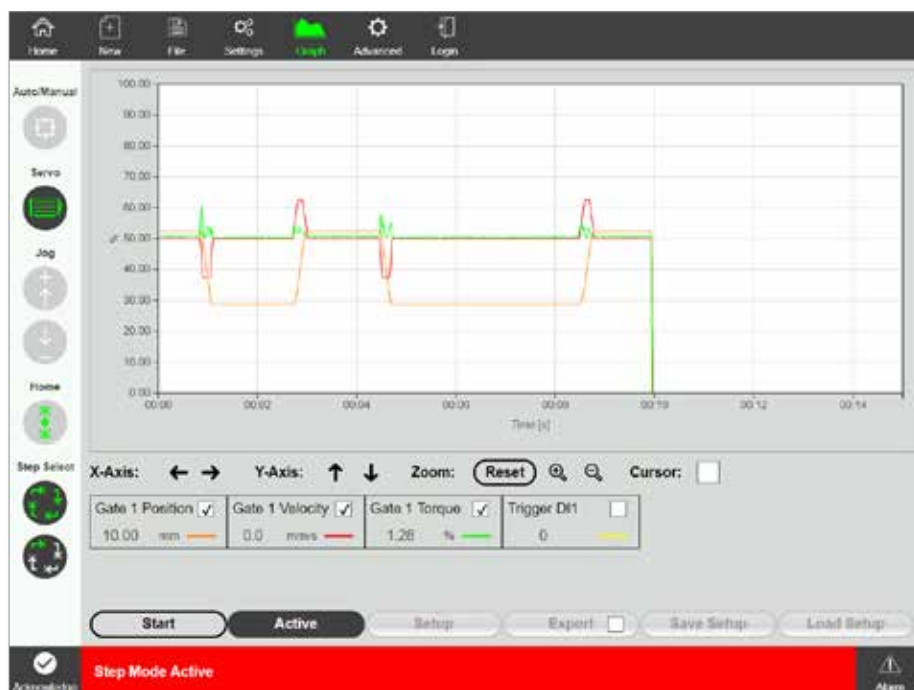 Home New File Settings Graph Advanced Login
Auto/Manual
Servo
Jog
Home
Step Select
100.00
90.00
80.00
70.00
60.00
% 50.00
40.00
30.00
20.00
10.00
0.00
00:00 00:02 00:04 00:06 00:08 00:10 00:12 00:14
Time [s]
X-Axis: Y-Axis: Zoom: Reset Cursor:
Gate 1 Position Gate 1 Velocity Gate 1 Torque Trigger DI1
10.00 mm 0.0 mm/s 1.28 % 0
Start Active Setup Export Save Setup Load Setup
Acknowledge Step Mode Active Alarm